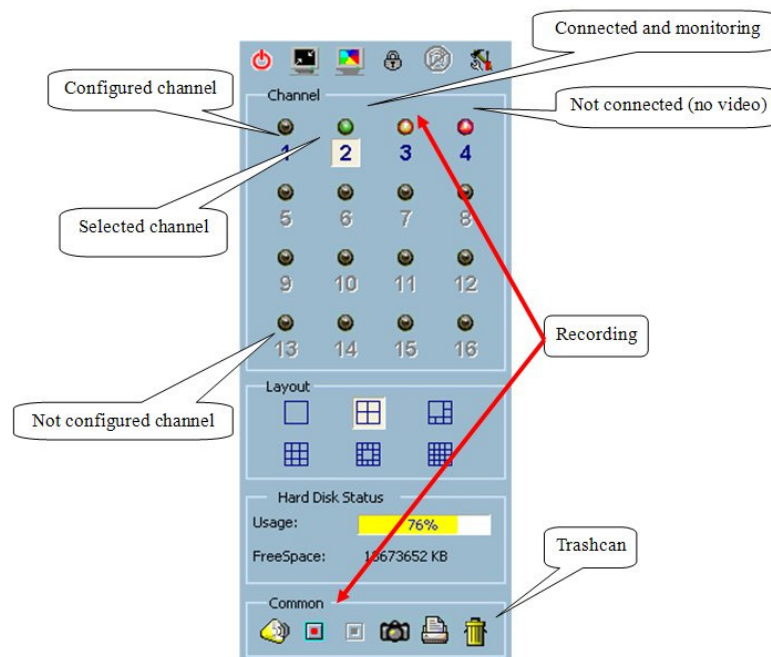 Connected and monitoring
Configured channel
Not connected (no video)
Channel
1 2 3 4
Selected channel
5 6 7 8
9 10 11 12
13 14 15 16
Recording
Layout
Not configured channel
Hard Disk Status
Usage: 76%
FreeSpace: 18673652 KB
Trashcan
Common